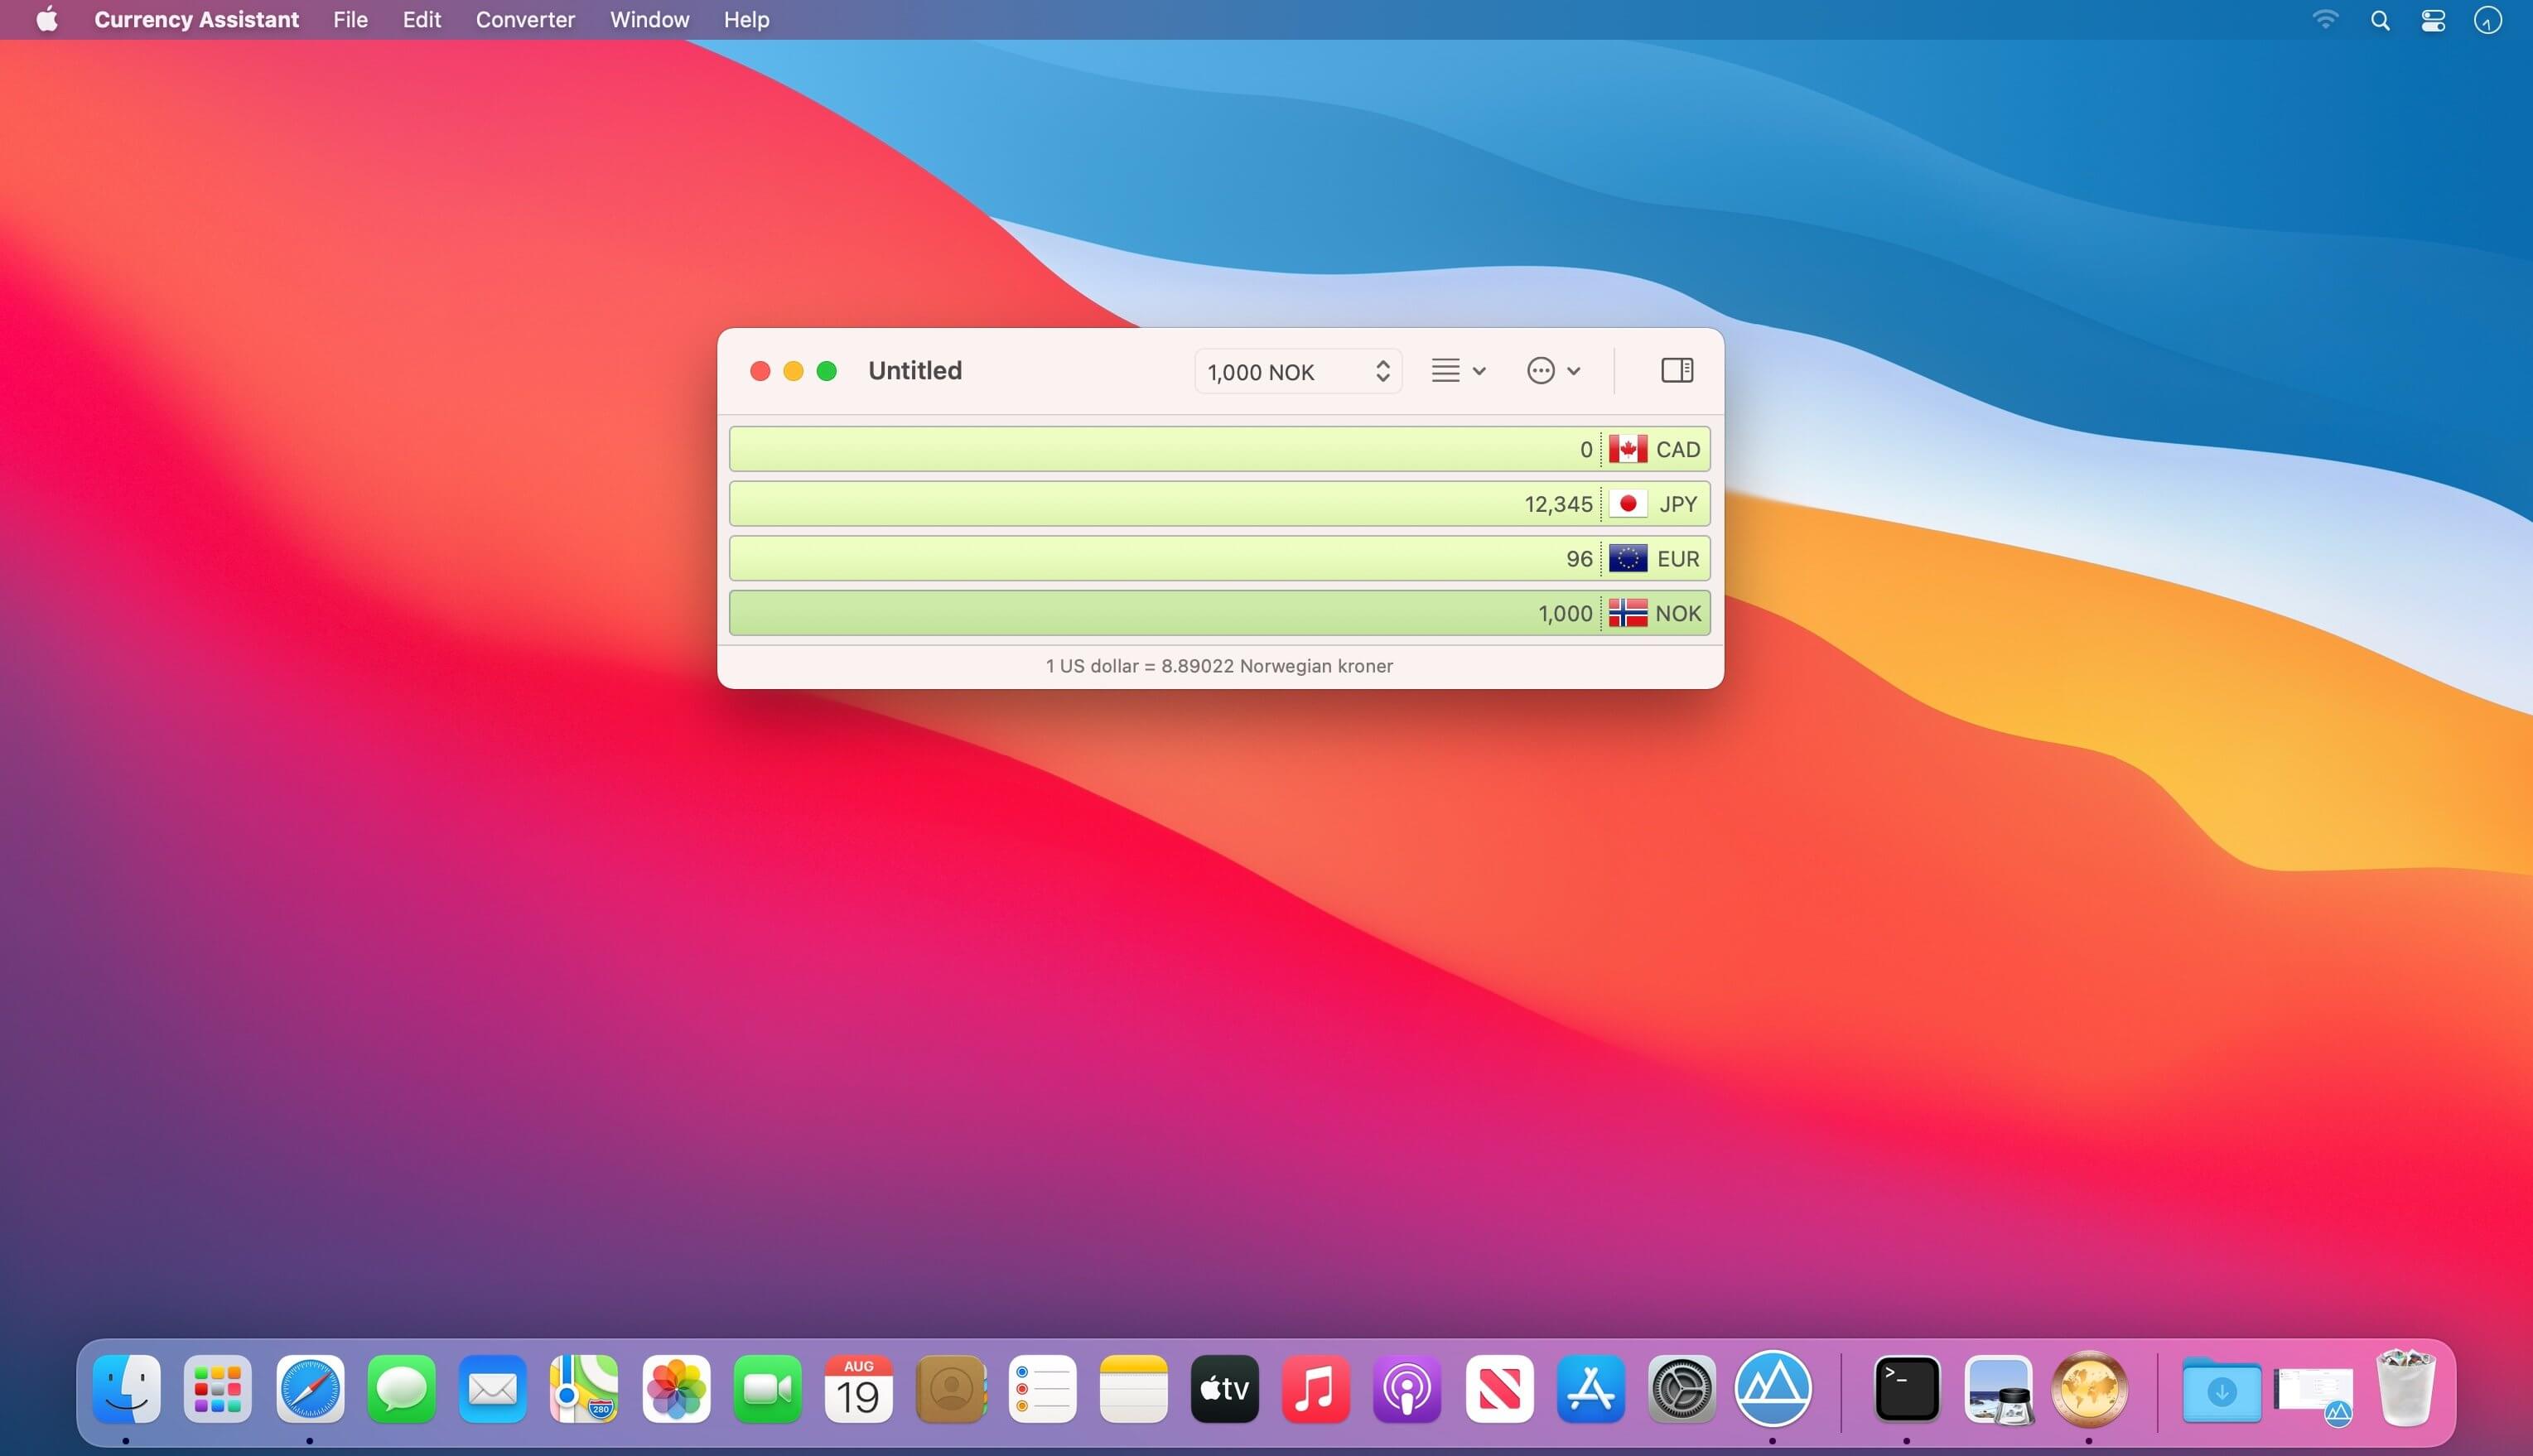 Currency Assistant File Edit Converter Window Help
Untitled 1,000 NOK
0 CAD
12,345 JPY
96 EUR
1,000 NOK
1 US dollar = 8.89022 Norwegian kroner
280
AUG
19
tv
>_